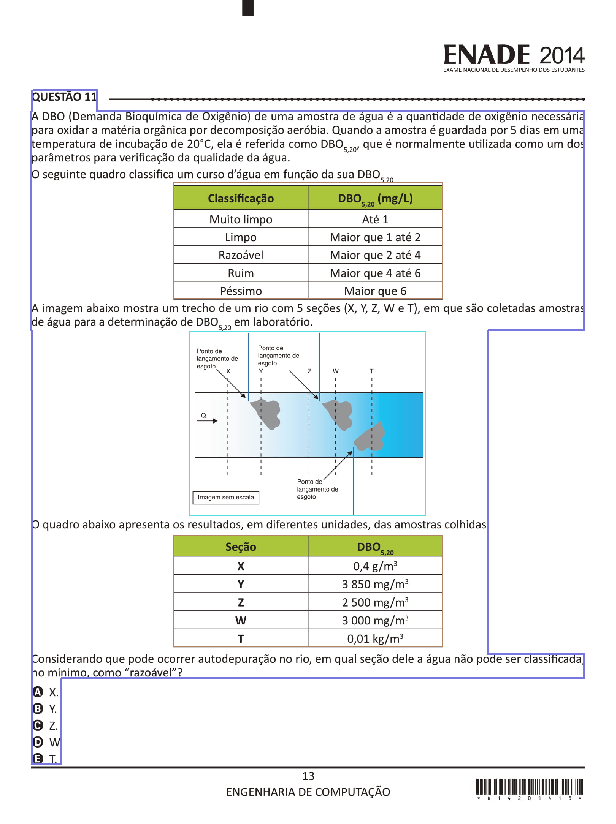 ENADE 2014
EXAME NACIONAL DE DESEMPENHO DOS ESTUDANTES
QUESTÃO 11
A DBO (Demanda Bioquímica de Oxigênio) de uma amostra de água é a quantidade de oxigênio necessária
para oxidar a matéria orgânica por decomposição aeróbia. Quando a amostra é guardada por 5 dias em uma
temperatura de incubação de 20°C, ela é referida como DBO5,20, que é normalmente utilizada como um dos
parâmetros para verificação da qualidade da água.
O seguinte quadro classifica um curso d'água em função da sua DBO5,20
Classificação DBO5,20 (mg/L)
Muito limpo Até 1
Limpo Maior que 1 até 2
Razoável Maior que 2 até 4
Ruim Maior que 4 até 6
Péssimo Maior que 6
A imagem abaixo mostra um trecho de um rio com 5 seções (X, Y, Z, W e T), em que são coletadas amostras
de água para a determinação de DBO5,20 em laboratório.
Ponto de
lançamento de
esgoto
Ponto de
lançamento de
esgoto
X Y Z W T
Q
Ponto de
lançamento de
esgoto
Imagem sem escala
O quadro abaixo apresenta os resultados, em diferentes unidades, das amostras colhidas
Seção DBO5,20
X 0,4 g/m³
Y 3 850 mg/m³
Z 2 500 mg/m³
W 3 000 mg/m³
T 0,01 kg/m³
Considerando que pode ocorrer autodepuração no rio, em qual seção dele a água não pode ser classificada,
no mínimo, como "razoável"?
A X.
B Y.
C Z.
D W
E T.
13
ENGENHARIA DE COMPUTAÇÃO